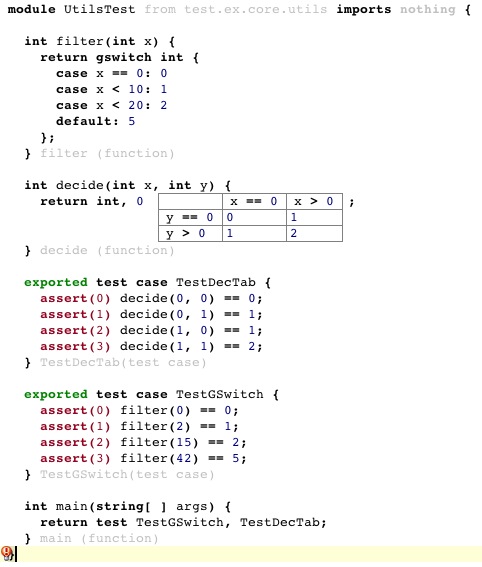 module UtilsTest from test.ex.core.utils imports nothing {
int filter(int x) {
return gswitch int {
case x == 0: 0
case x < 10: 1
case x < 20: 2
default: 5
};
} filter (function)
int decide(int x, int y) {
return int, 0 x == 0 x > 0 ;
y == 0 0 1
y > 0 1 2
} decide (function)
exported test case TestDecTab {
assert(0) decide(0, 0) == 0;
assert(1) decide(0, 1) == 1;
assert(2) decide(1, 0) == 1;
assert(3) decide(1, 1) == 2;
} TestDecTab(test case)
exported test case TestGSwitch {
assert(0) filter(0) == 0;
assert(1) filter(2) == 1;
assert(2) filter(15) == 2;
assert(3) filter(42) == 5;
} TestGSwitch(test case)
int main(string[ ] args) {
return test TestGSwitch, TestDecTab;
} main (function)
}